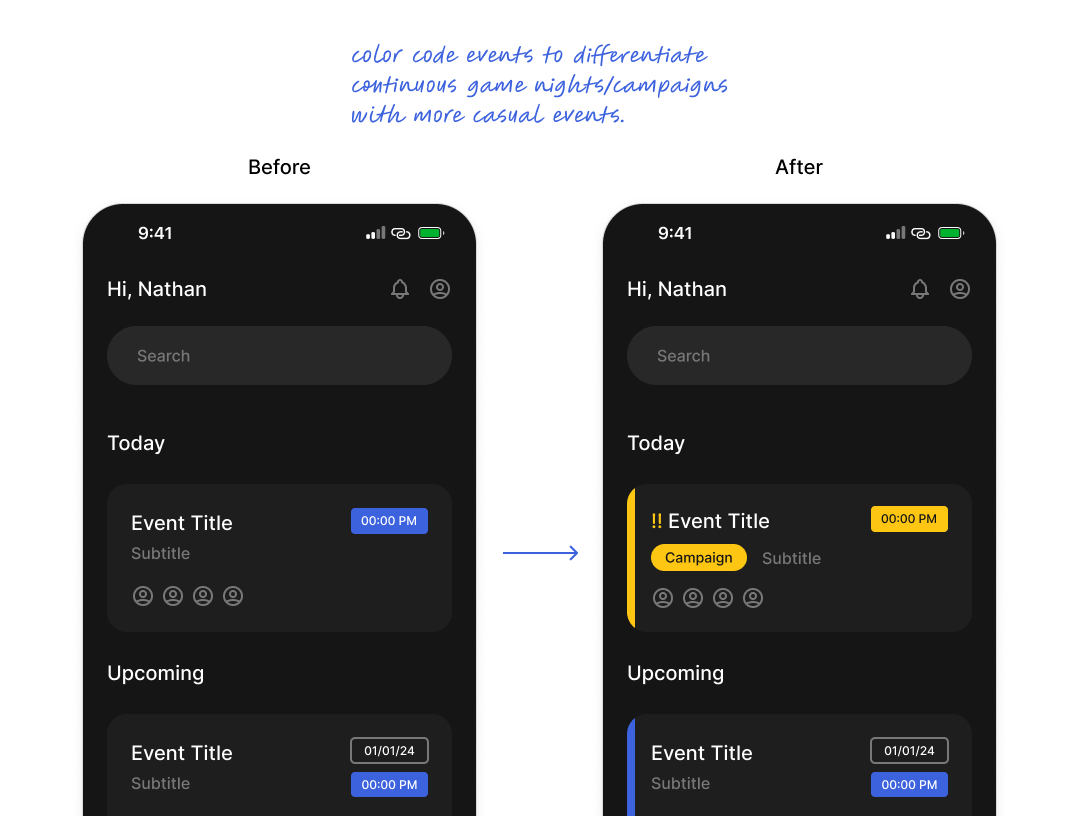 color code events to differentiate
continuous game nights/campaigns
with more casual events.
Before
9:41
Hi, Nathan
Search
Today
Event Title
00:00 PM
Subtitle
Upcoming
Event Title
01/01/24
Subtitle
00:00 PM
After
9:41
Hi, Nathan
Search
Today
!! Event Title
00:00 PM
Campaign
Subtitle
Upcoming
Event Title
01/01/24
Subtitle
00:00 PM